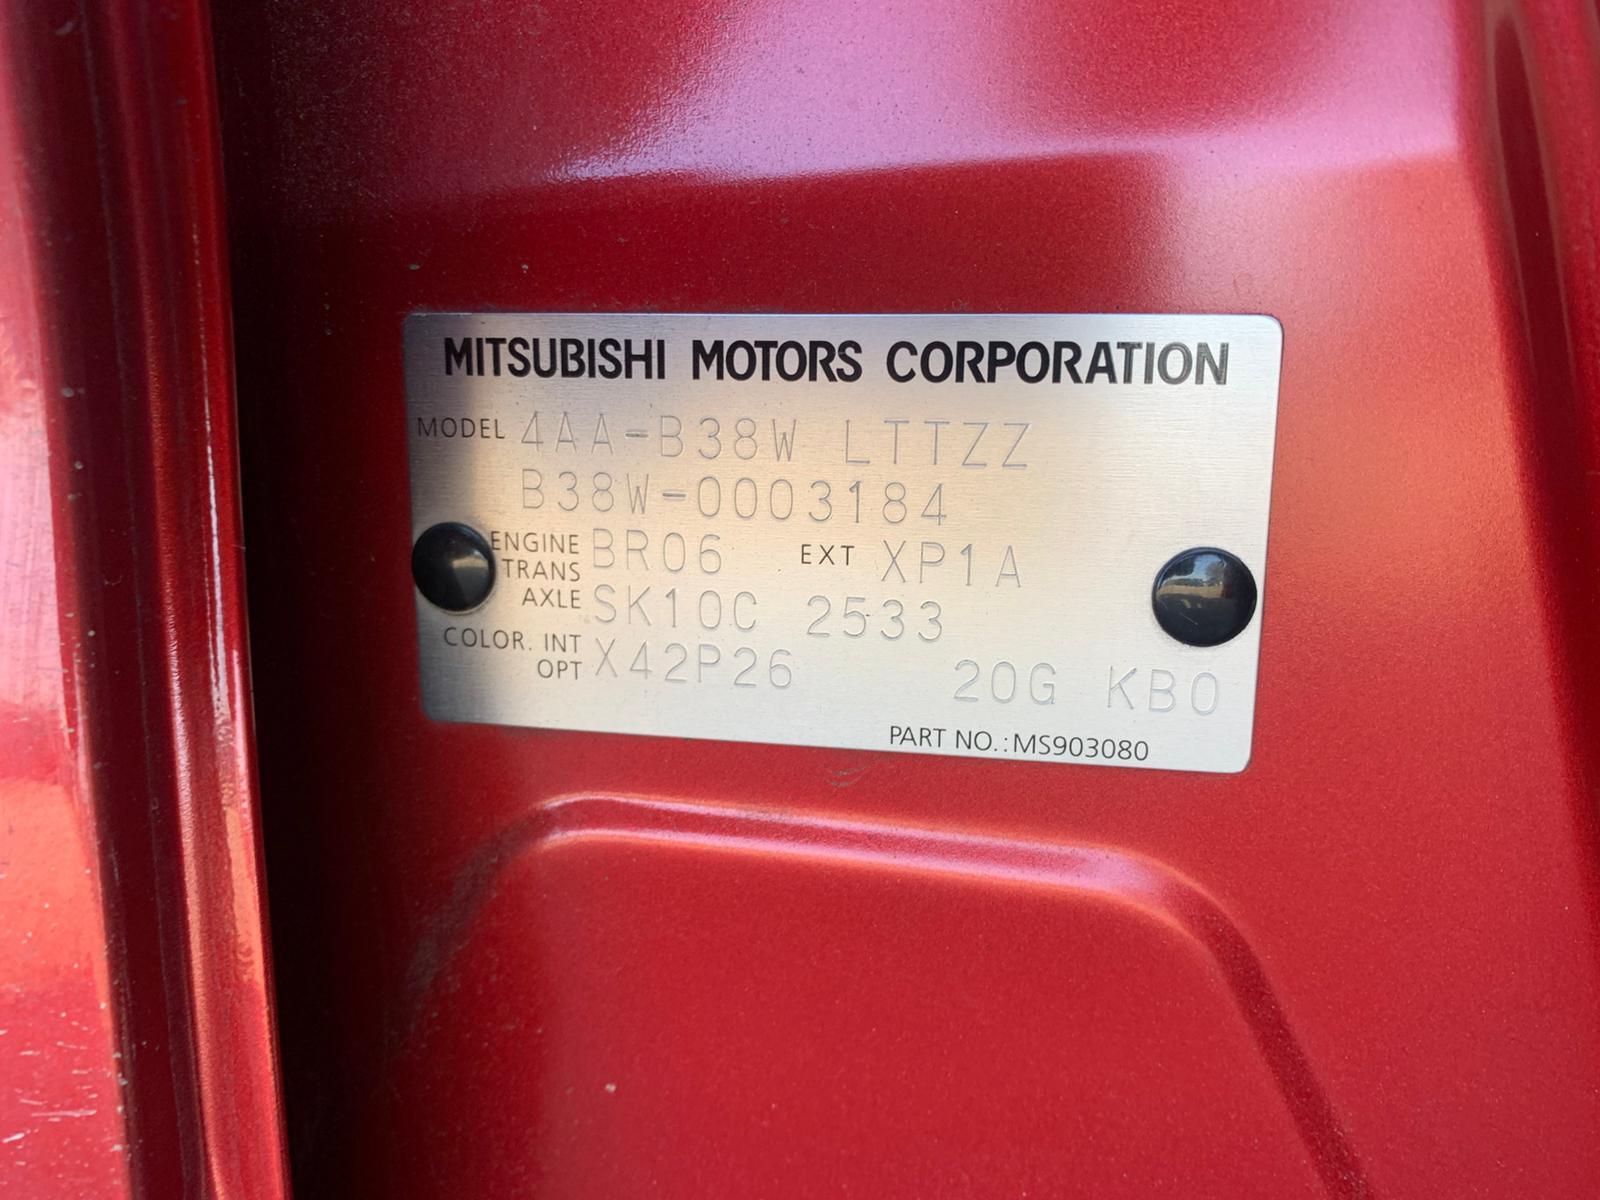 MITSUBISHI MOTORS CORPORATION
MODEL 4AA-B38W LTTZZ
B38W-0003184
ENGINE BR06 EXT XP1A
TRANS
AXLE SK10C 2533
COLOR. INT
OPT X42P26 20G KB0
PART NO.:MS903080